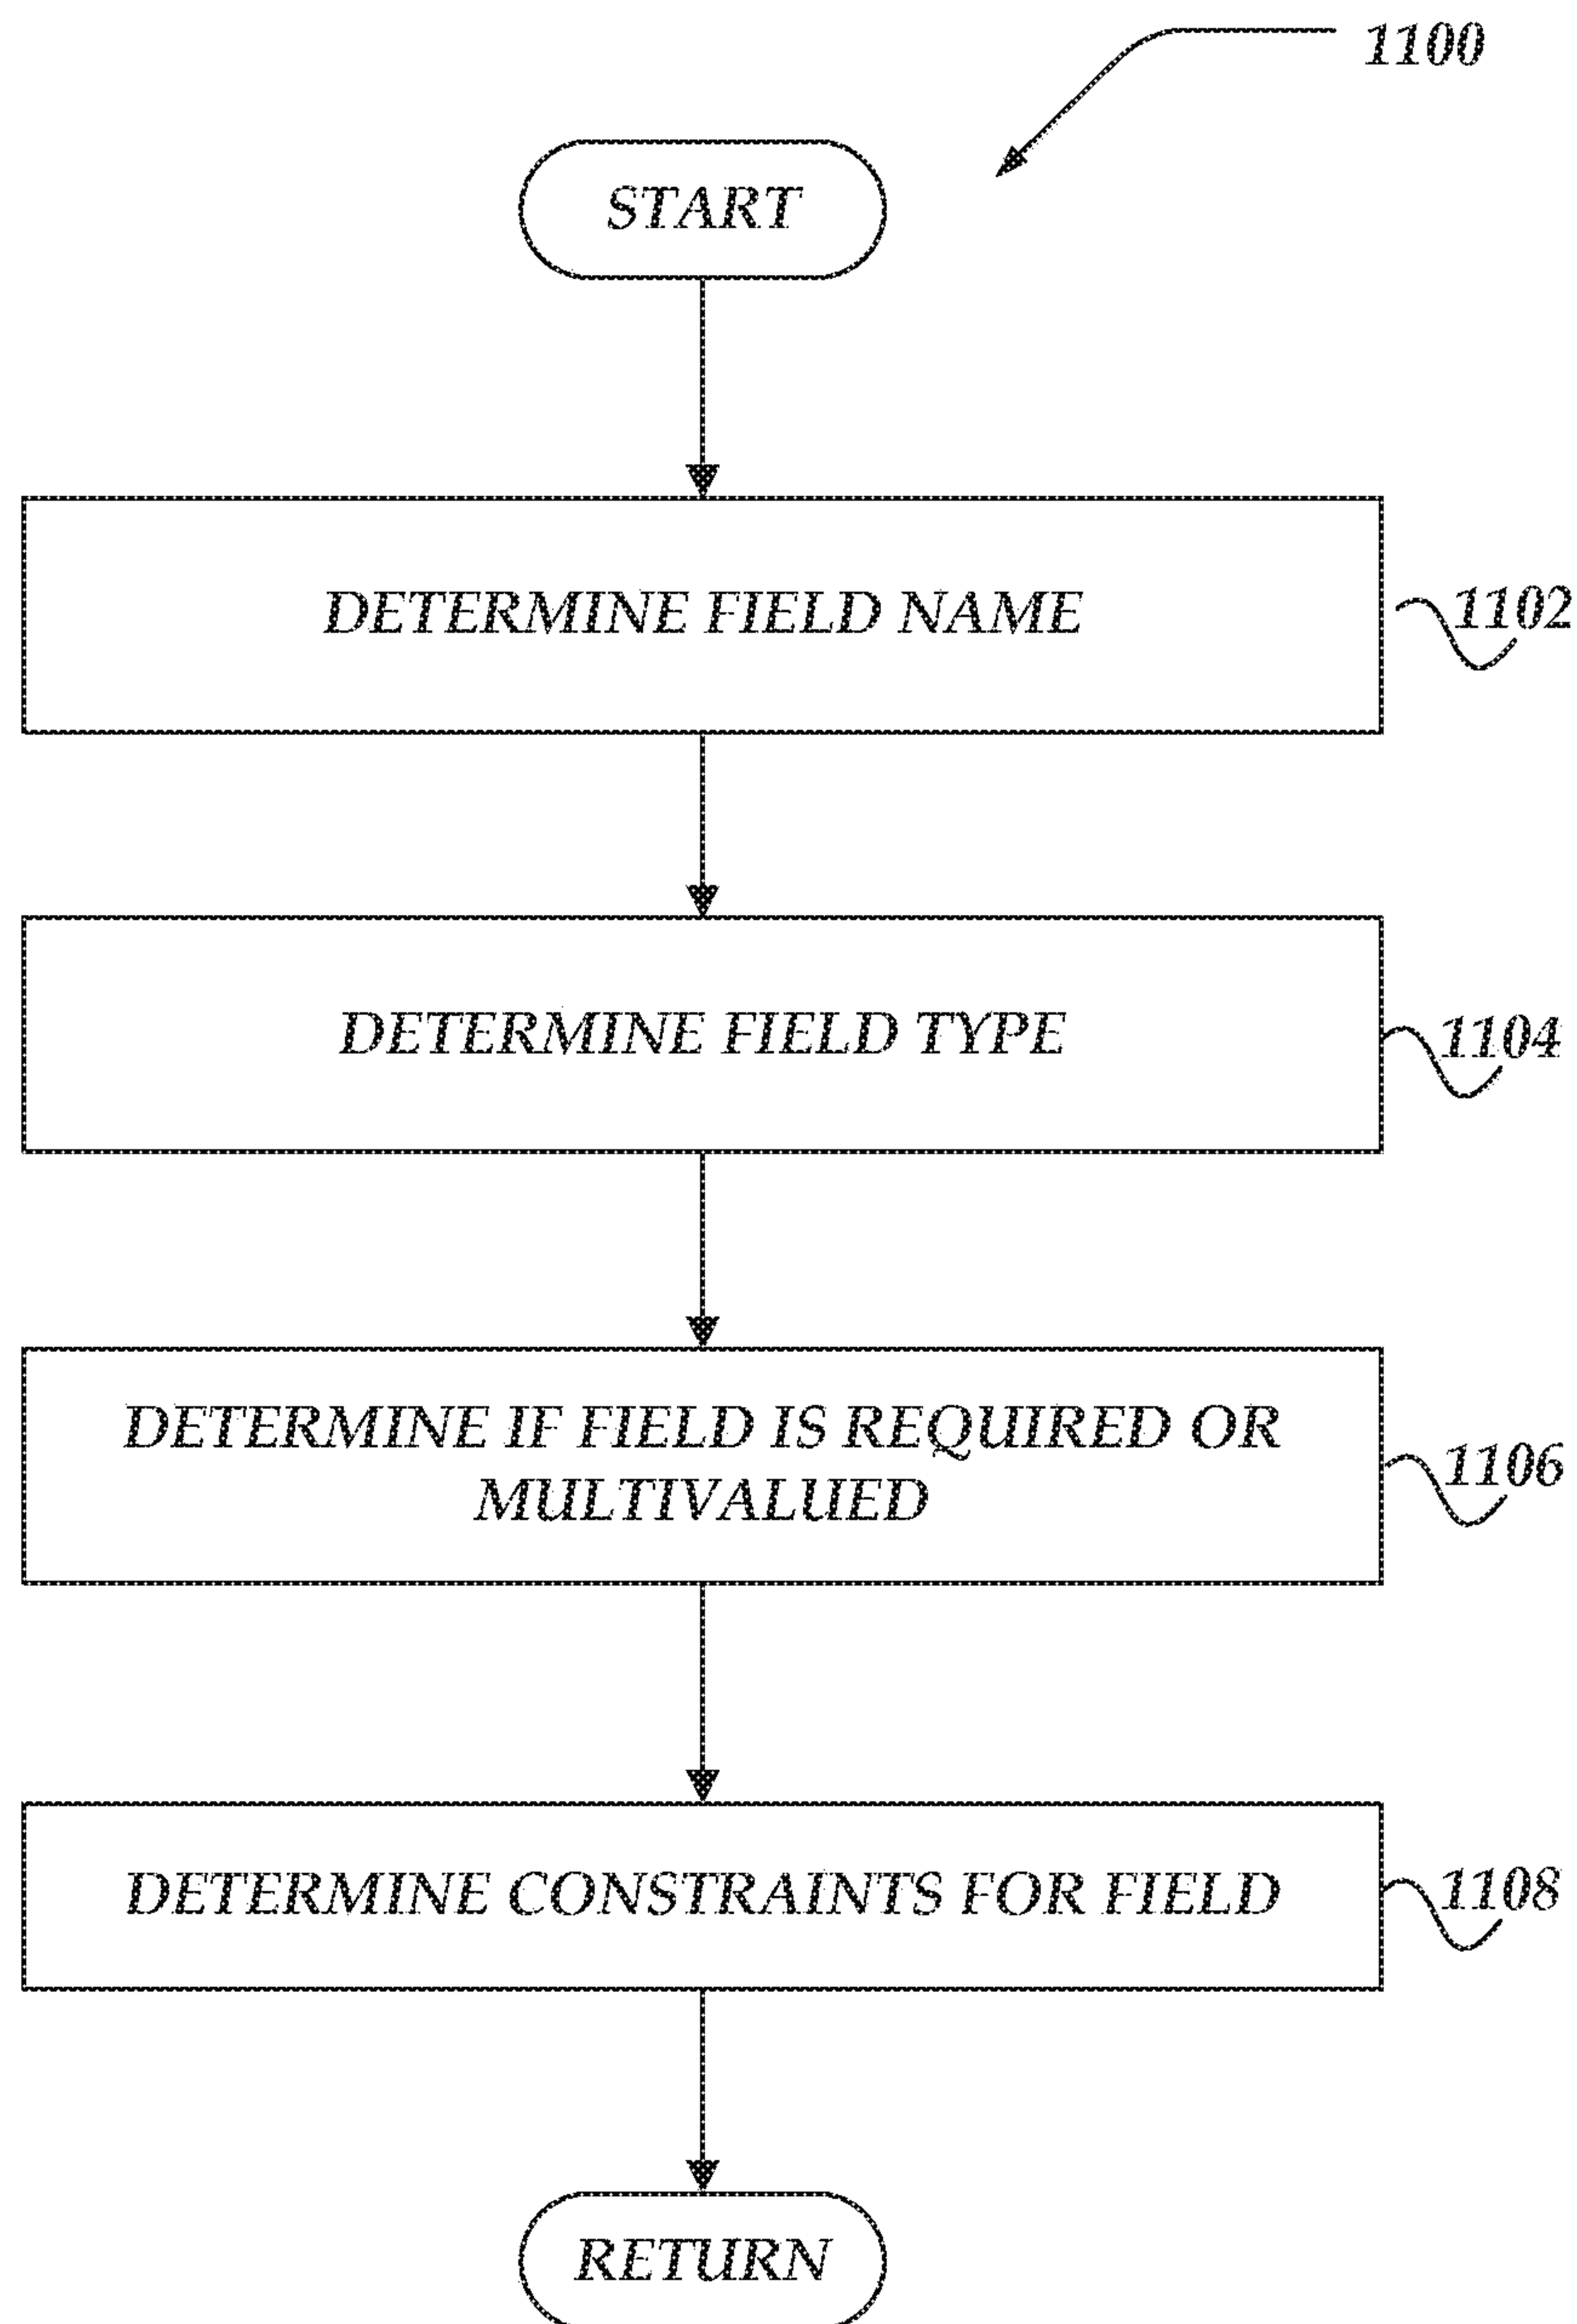 1100
START
DETERMINE FIELD NAME
1102
DETERMINE FIELD TYPE
1104
DETERMINE IF FIELD IS REQUIRED OR
MULTIVALUED
1106
DETERMINE CONSTRAINTS FOR FIELD
1108
RETURN